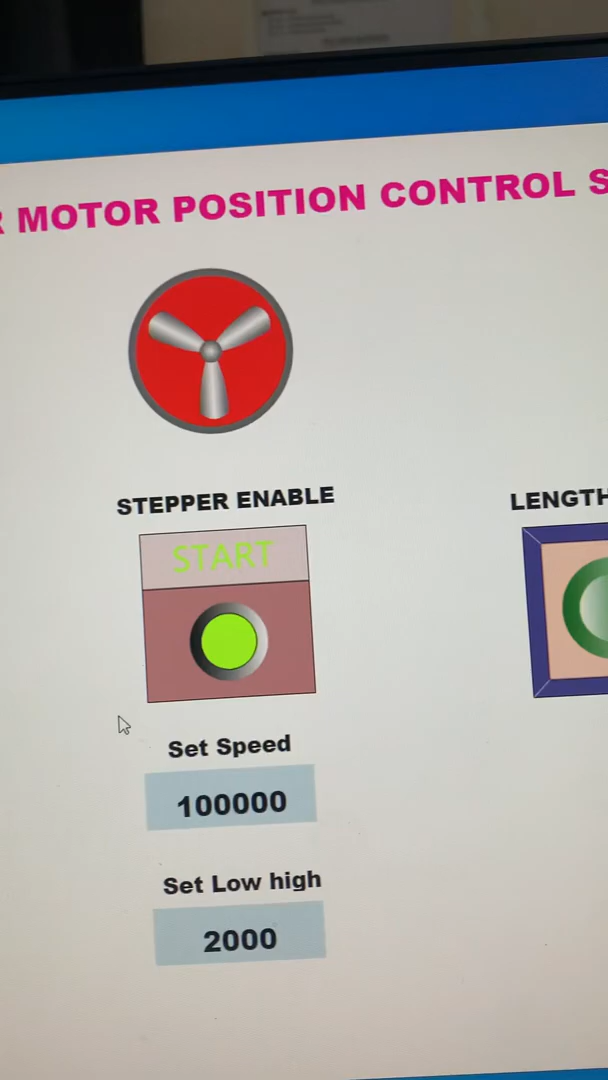 R MOTOR POSITION CONTROL S
STEPPER ENABLE
LENGTH
START
Set Speed
100000
Set Low high
2000